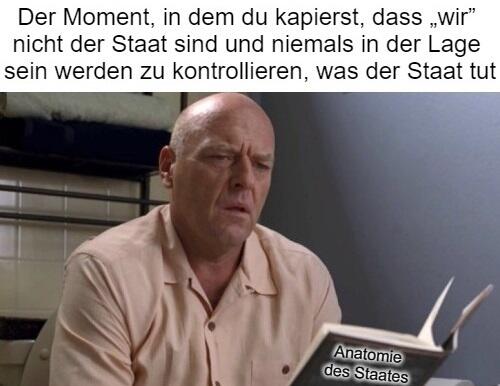 Der Moment, in dem du kapierst, dass „wir”
nicht der Staat sind und niemals in der Lage
sein werden zu kontrollieren, was der Staat tut
Anatomie
des Staates